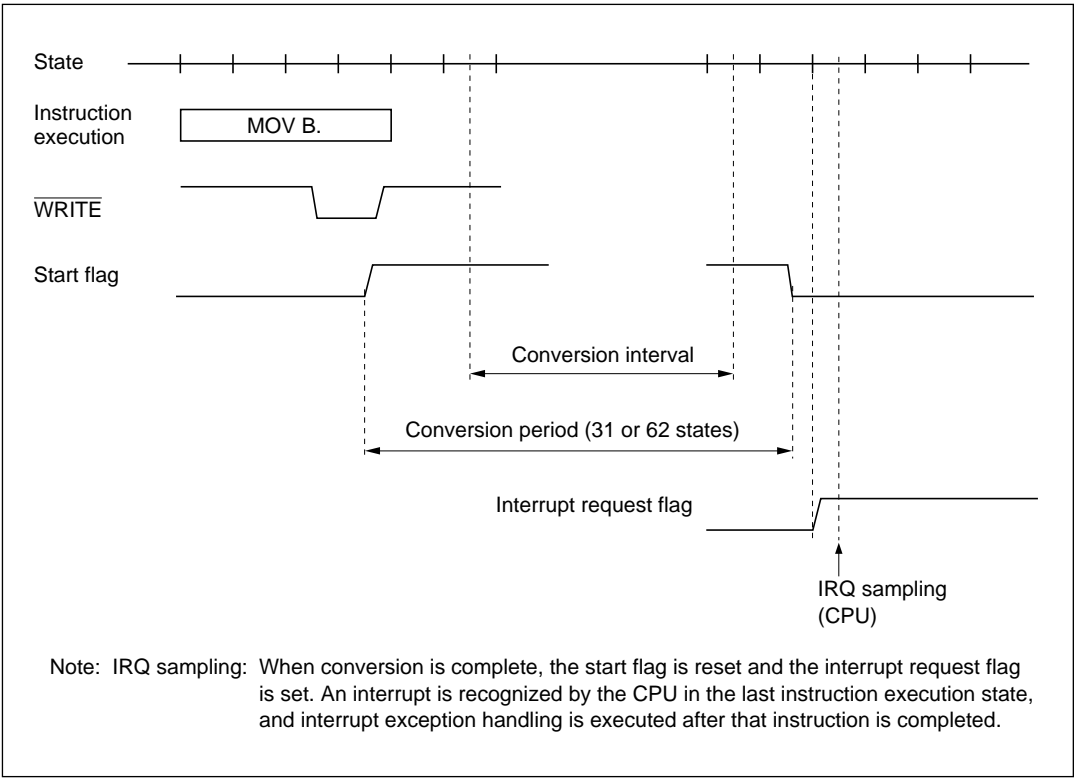 State
Instruction
execution
MOV B.
WRITE
Start flag
Conversion interval
Conversion period (31 or 62 states)
Interrupt request flag
IRQ sampling
(CPU)
Note: IRQ sampling: When conversion is complete, the start flag is reset and the interrupt request flag
is set. An interrupt is recognized by the CPU in the last instruction execution state,
and interrupt exception handling is executed after that instruction is completed.